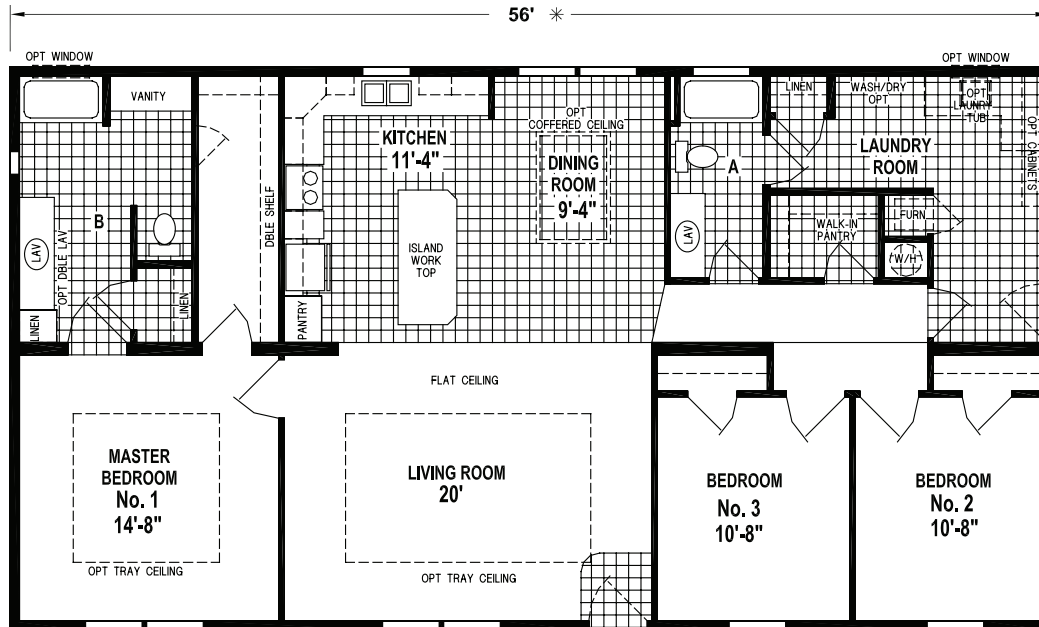 56' ✳
OPT WINDOW
OPT WINDOW
VANITY
LINEN
WASH/DRY
OPT
OPT
LAUNRY
TUB
OPT CABINETS
OPT
COFFERED CEILING
KITCHEN
11'-4"
DINING
ROOM
9'-4"
A
LAUNDRY
ROOM
B
LAV
OPT DBLE LAV
LINEN
LINEN
DBLE SHELF
ISLAND
WORK
TOP
PANTRY
LAV
WALK-IN
PANTRY
FURN
W/H
FLAT CEILING
MASTER
BEDROOM
No. 1
14'-8"
OPT TRAY CEILING
LIVING ROOM
20'
OPT TRAY CEILING
BEDROOM
No. 3
10'-8"
BEDROOM
No. 2
10'-8"